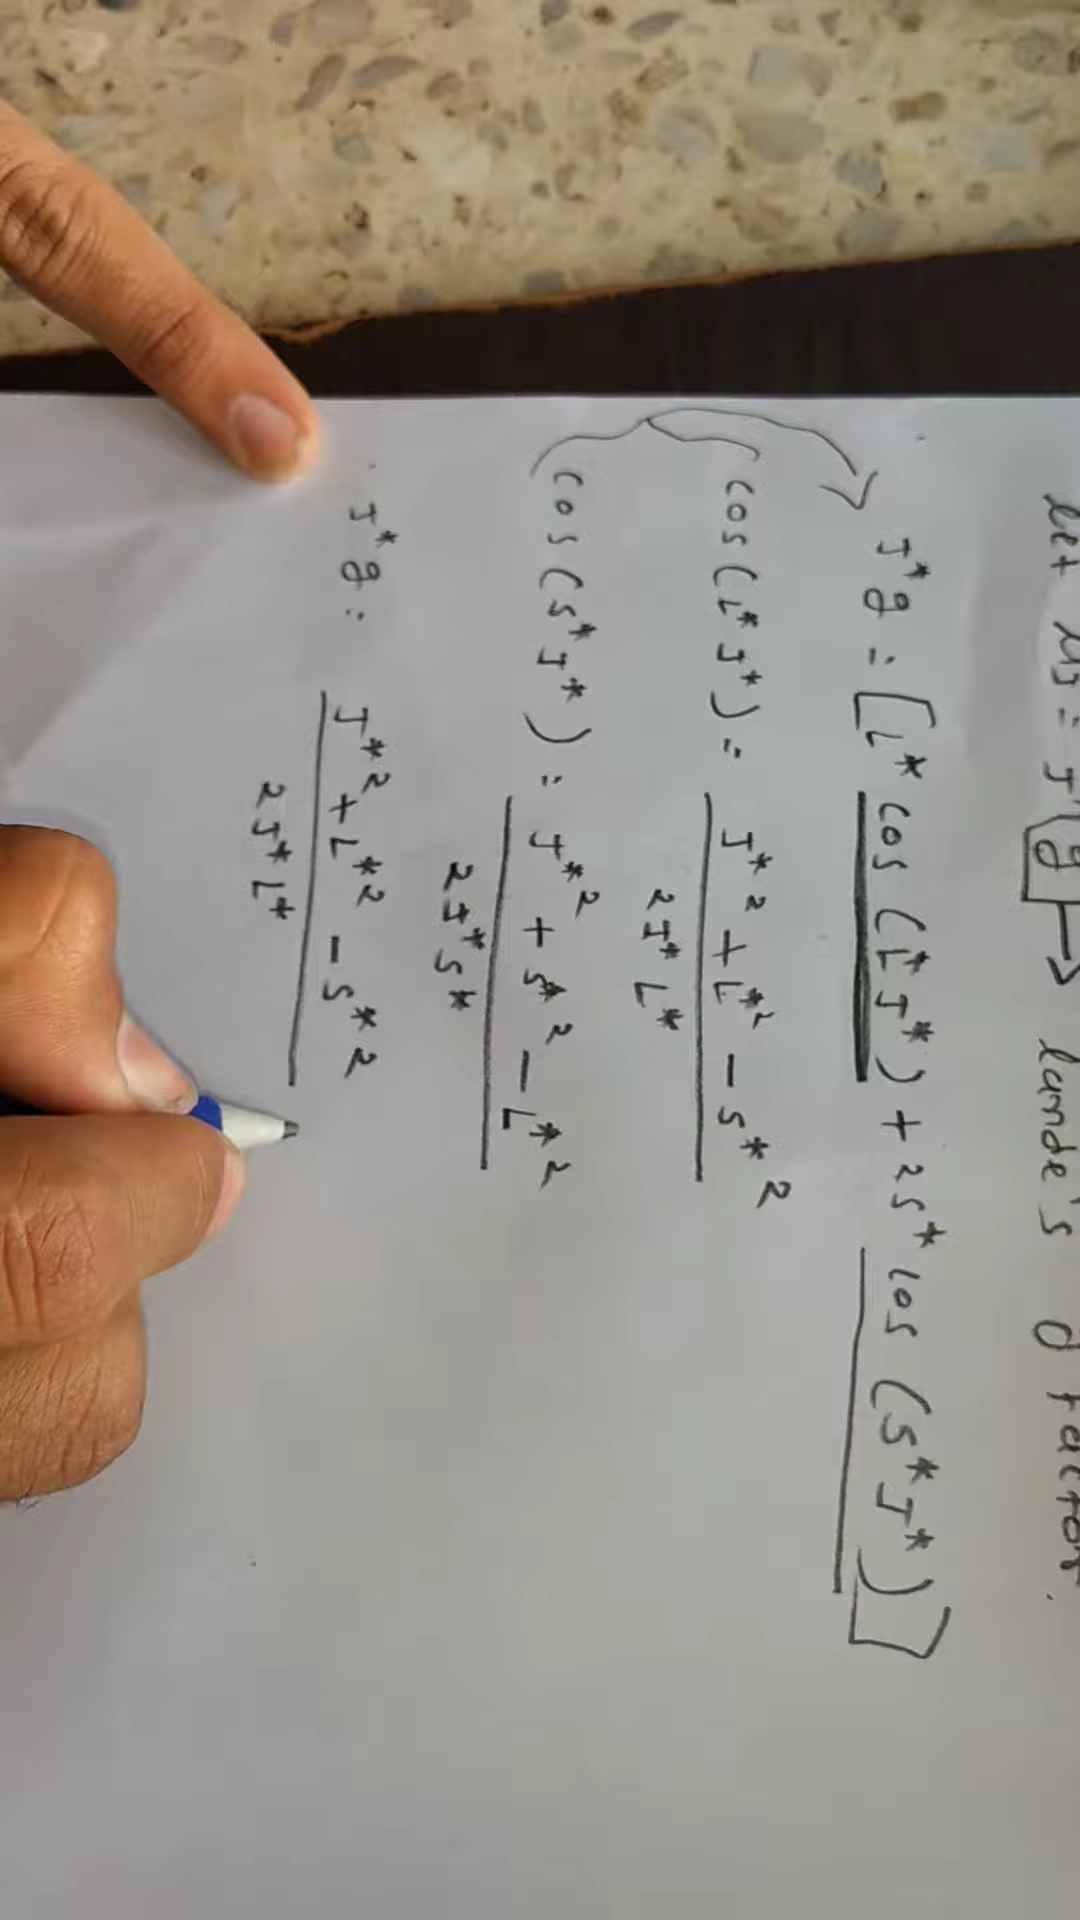 let μJ = J*g → lande's g factor.
J*g = [L* cos (L*J*) + 2S* cos (S*J*)]
cos (L*J*) = J*² + L*² - S*² / 2J*L*
cos (S*J*) = J*² + S*² - L*² / 2J*S*
J*g = J*² + L*² - S*² / 2J*L*